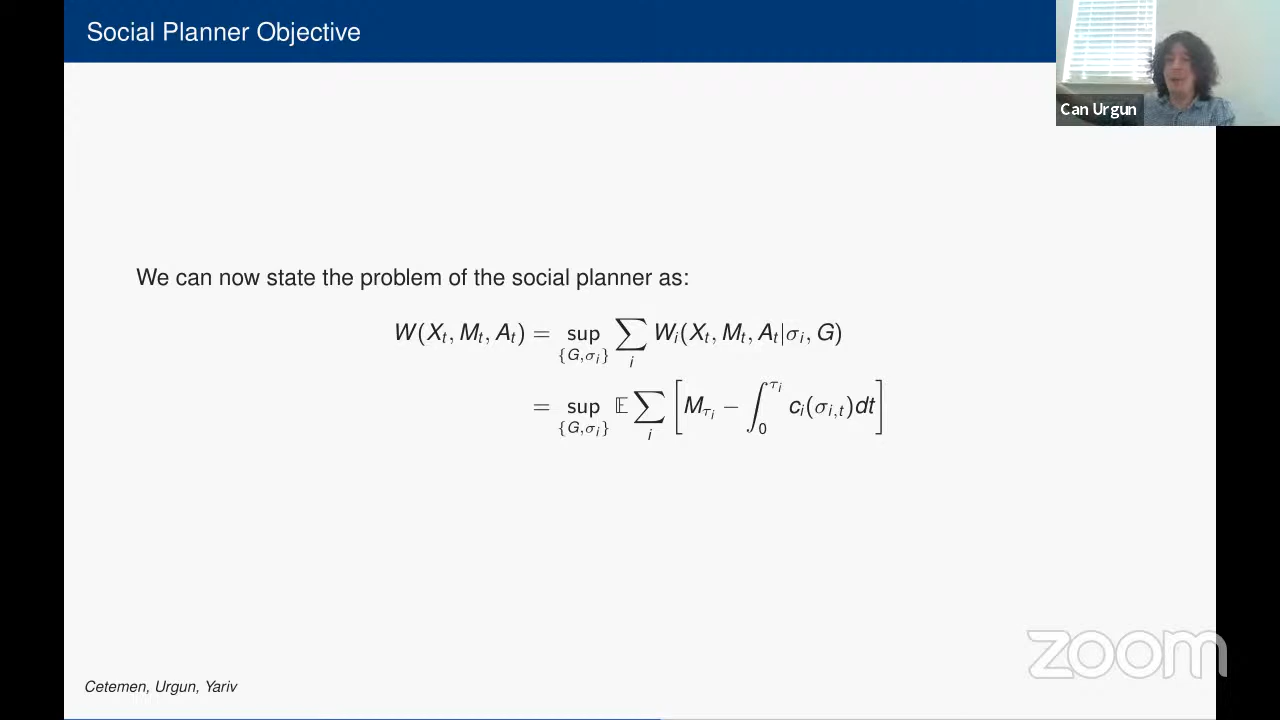 Social Planner Objective
Can Urgun
We can now state the problem of the social planner as:
W(X_t, M_t, A_t) = sup_{{G,σ_i}} ∑_i W_i(X_t, M_t, A_t|σ_i, G)
= sup_{{G,σ_i}} 𝔼 ∑_i [M_{τ_i} − ∫_0^{τ_i} c_i(σ_{i,t})dt]
zoom
Cetemen, Urgun, Yariv